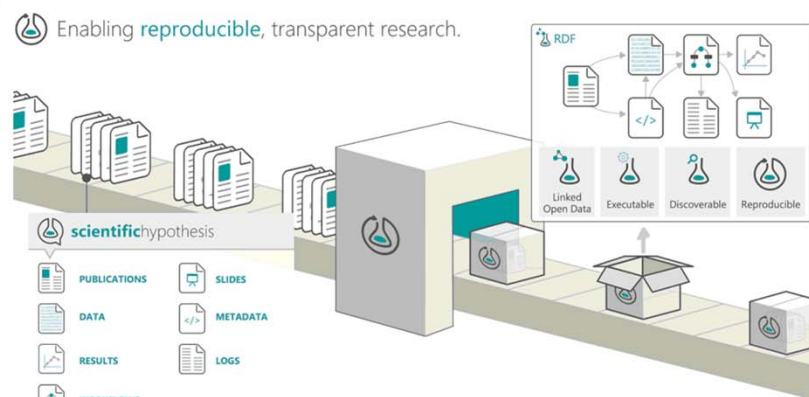 Enabling reproducible, transparent research.
RDF
</>
Linked
Open Data
Executable
Discoverable
Reproducible
scientifichypothesis
PUBLICATIONS
SLIDES
DATA
</>
METADATA
RESULTS
LOGS